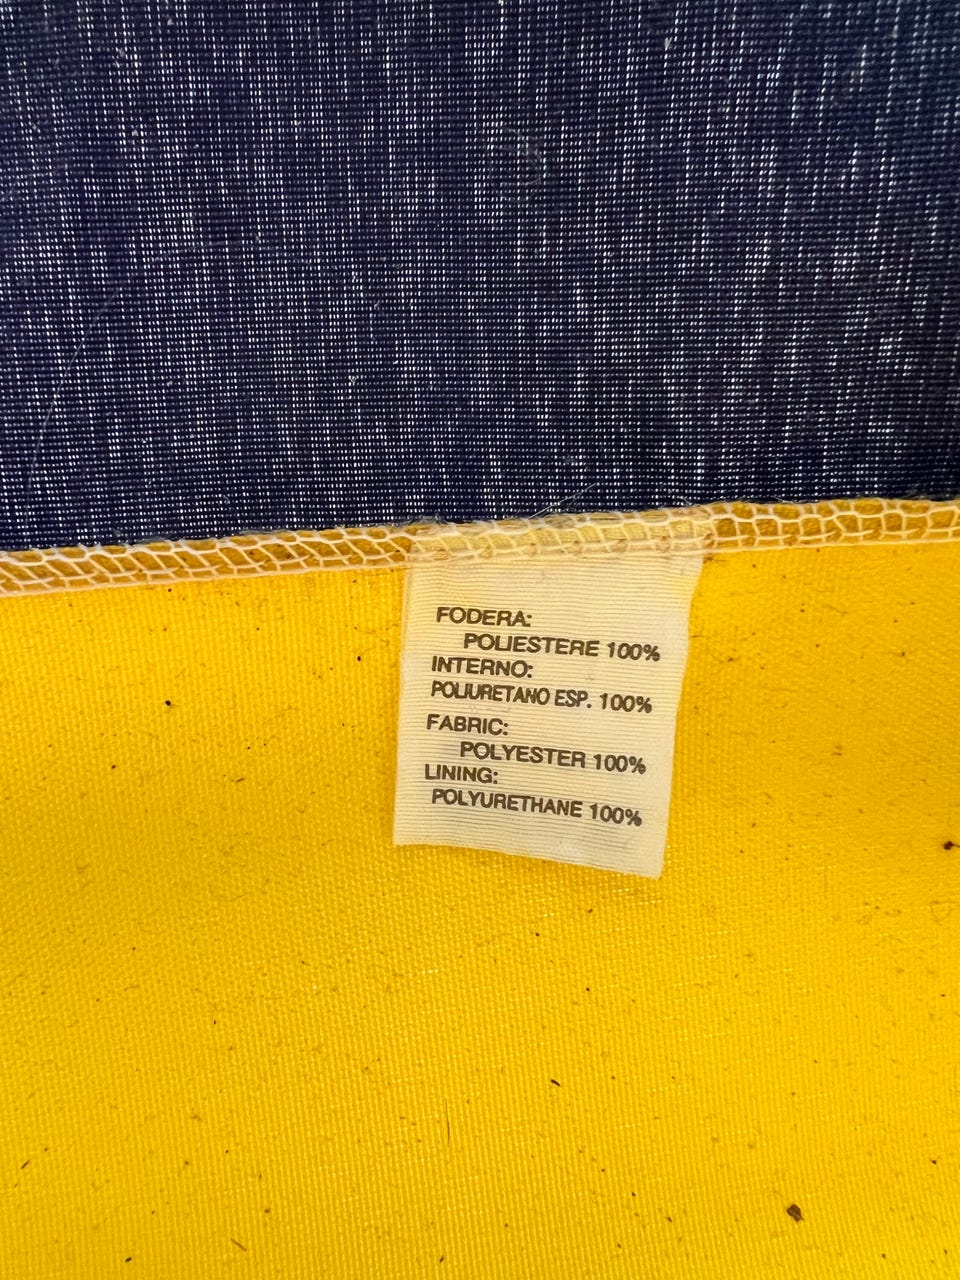 FODERA:
POLIESTERE 100%
INTERNO:
POLIURETANO ESP. 100%
FABRIC:
POLYESTER 100%
LINING:
POLYURETHANE 100%